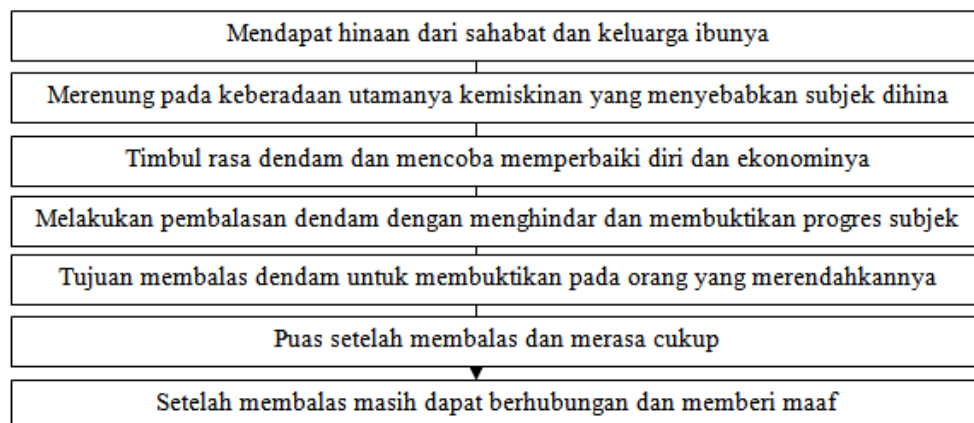 Mendapat hinaan dari sahabat dan keluarga ibunya
Merenung pada keberadaan utamanya kemiskinan yang menyebabkan subjek dihina
Timbul rasa dendam dan mencoba memperbaiki diri dan ekonominya
Melakukan pembalasan dendam dengan menghindar dan membuktikan progres subjek
Tujuan membalas dendam untuk membuktikan pada orang yang merendahkannya
Puas setelah membalas dan merasa cukup
Setelah membalas masih dapat berhubungan dan memberi maaf